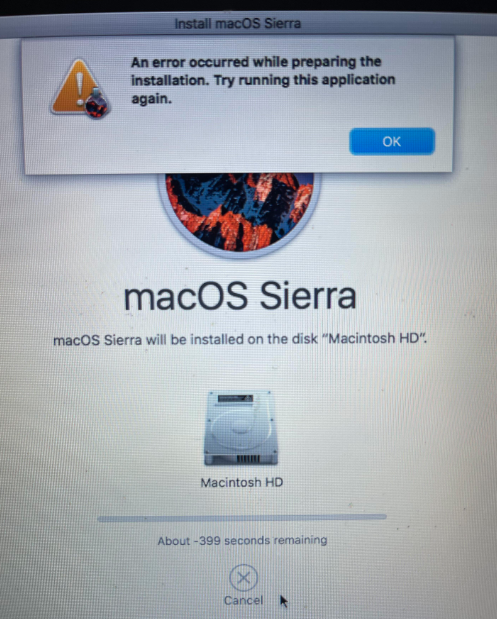 Install macOS Sierra
An error occurred while preparing the
installation. Try running this application
again.
OK
macOS Sierra
macOS Sierra will be installed on the disk "Macintosh HD".
Macintosh HD
About -399 seconds remaining
Cancel